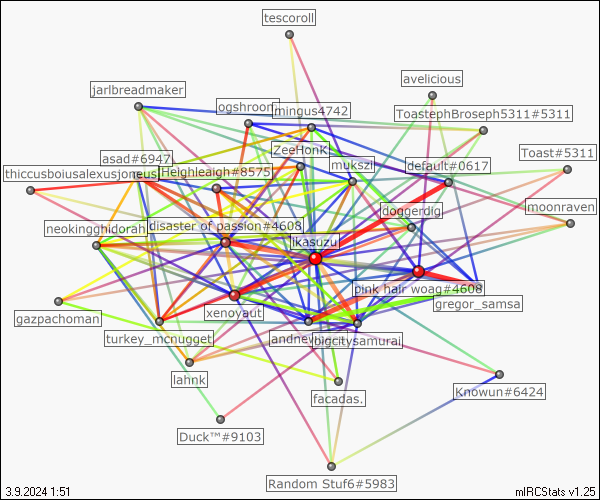 tescoroll
avelicious
jarlbreadmaker
ogshroom
mingus4742
ToastephBroseph5311#5311
ZeeHonK.
Toast#5311
asad#6947
mukszi
default#0617
thiccusboiusalexusjoneus
Heighleaigh#8575
doggerdig
moonraven
neokingghidorah
disaster of passion#4608
ikasuzu
pink hair woag#4608
gregor_samsa
gazpachoman
xenoyaut
turkey_mcnugget
bigcitysamurai
lahnk
facadas.
Knowun#6424
Duck™#9103
Random Stuf6#5983
3.9.2024 1:51
mIRCStats v1.25